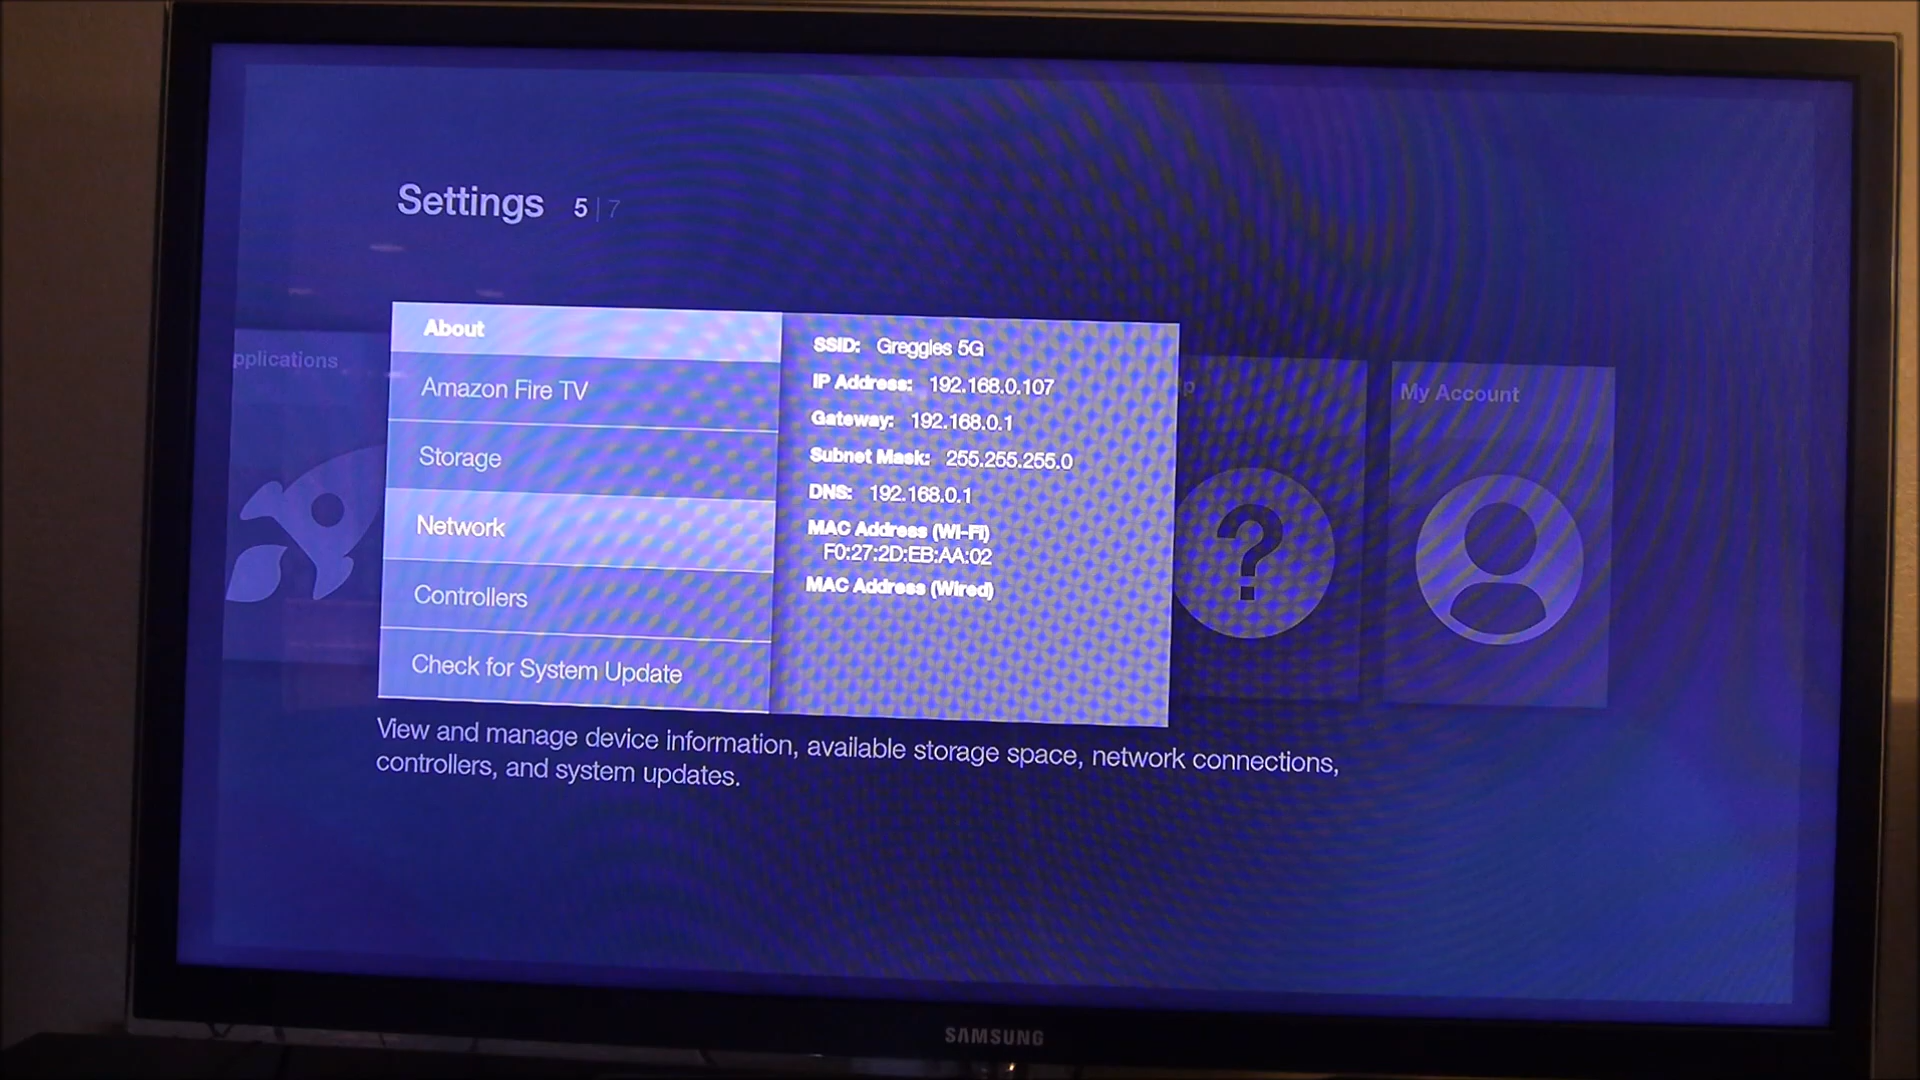 Settings 5|7
pplications
About
Amazon Fire TV
Storage
Network
Controllers
Check for System Update
SSID: Greggles 5G
IP Address: 192.168.0.107
Gateway: 192.168.0.1
Subnet Mask: 255.255.255.0
DNS: 192.168.0.1
MAC Address (Wi-Fi)
F0:27:2D:EB:AA:02
MAC Address (Wired)
p
My Account
View and manage device information, available storage space, network connections,
controllers, and system updates.
SAMSUNG